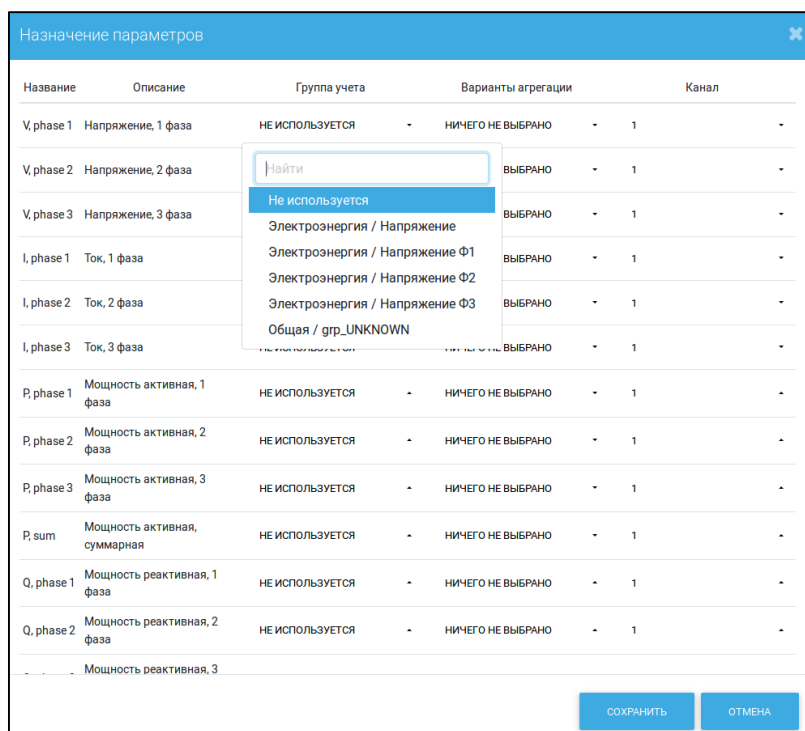 Назначение параметров
Название Описание Группа учета Варианты агрегации Канал
V, phase 1 Напряжение, 1 фаза НЕ ИСПОЛЬЗУЕТСЯ НИЧЕГО НЕ ВЫБРАНО 1
V, phase 2 Напряжение, 2 фаза Найти ВЫБРАНО 1
Не используется
V, phase 3 Напряжение, 3 фаза ВЫБРАНО 1
Электроэнергия / Напряжение
I, phase 1 Ток, 1 фаза Электроэнергия / Напряжение Ф1 ВЫБРАНО 1
Электроэнергия / Напряжение Ф2
I, phase 2 Ток, 2 фаза Электроэнергия / Напряжение Ф3 ВЫБРАНО 1
Общая / grp_UNKNOWN
I, phase 3 Ток, 3 фаза НЕ ИСПОЛЬЗУЕТСЯ НИЧЕГО НЕ ВЫБРАНО 1
P, phase 1 Мощность активная, 1
фаза НЕ ИСПОЛЬЗУЕТСЯ НИЧЕГО НЕ ВЫБРАНО 1
P, phase 2 Мощность активная, 2
фаза НЕ ИСПОЛЬЗУЕТСЯ НИЧЕГО НЕ ВЫБРАНО 1
P, phase 3 Мощность активная, 3
фаза НЕ ИСПОЛЬЗУЕТСЯ НИЧЕГО НЕ ВЫБРАНО 1
P, sum Мощность активная,
суммарная НЕ ИСПОЛЬЗУЕТСЯ НИЧЕГО НЕ ВЫБРАНО 1
Q, phase 1 Мощность реактивная, 1
фаза НЕ ИСПОЛЬЗУЕТСЯ НИЧЕГО НЕ ВЫБРАНО 1
Q, phase 2 Мощность реактивная, 2
фаза НЕ ИСПОЛЬЗУЕТСЯ НИЧЕГО НЕ ВЫБРАНО 1
Мощность реактивная, 3
СОХРАНИТЬ ОТМЕНА